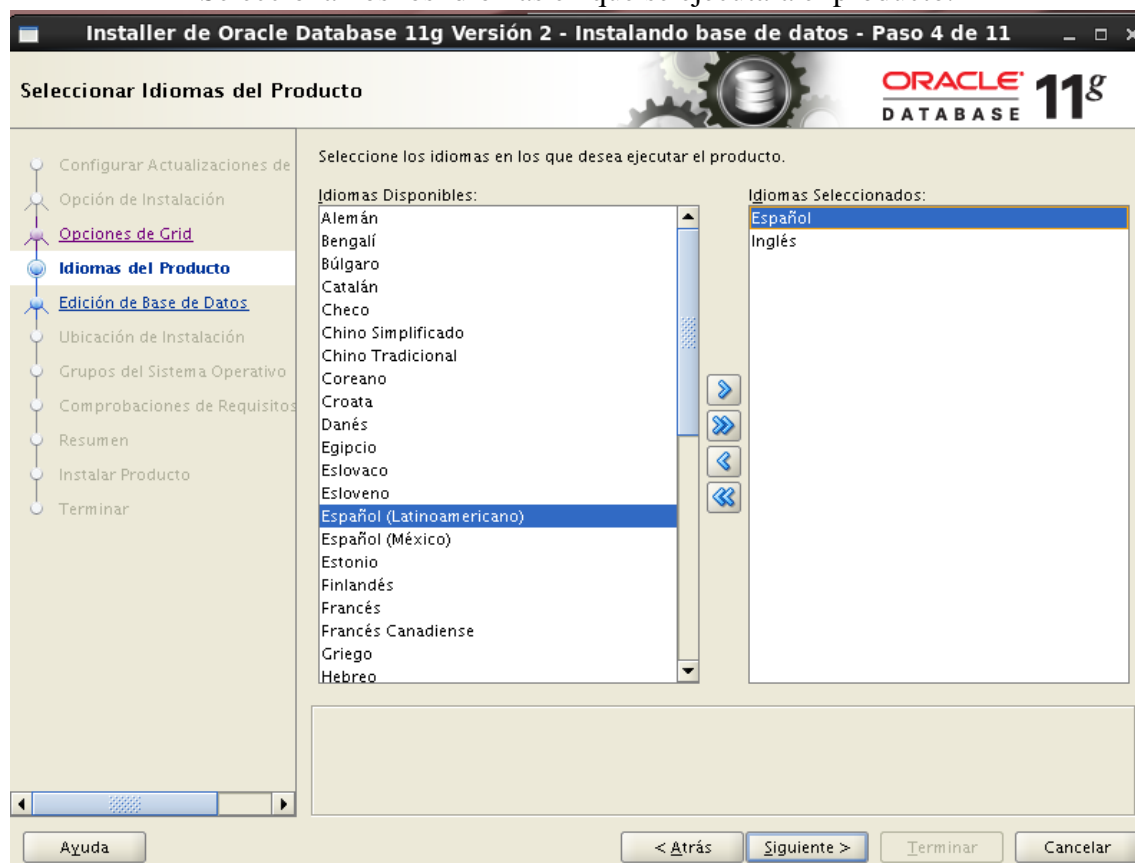 Installer de Oracle Database 11g Versión 2 - Instalando base de datos - Paso 4 de 11
Seleccionar Idiomas del Producto
ORACLE
DATABASE
11g
Configurar Actualizaciones de
Opción de Instalación
Opciones de Grid
Idiomas del Producto
Edición de Base de Datos
Ubicación de Instalación
Grupos del Sistema Operativo
Comprobaciones de Requisitos
Resumen
Instalar Producto
Terminar
Seleccione los idiomas en los que desea ejecutar el producto.
Idiomas Disponibles:
Alemán
Bengalí
Búlgaro
Catalán
Checo
Chino Simplificado
Chino Tradicional
Coreano
Croata
Danés
Egipcio
Eslovaco
Esloveno
Español (Latinoamericano)
Español (México)
Estonio
Finlandés
Francés
Francés Canadiense
Griego
Hebreo
Idiomas Seleccionados:
Español
Inglés
Ayuda
< Atrás
Siguiente >
Terminar
Cancelar